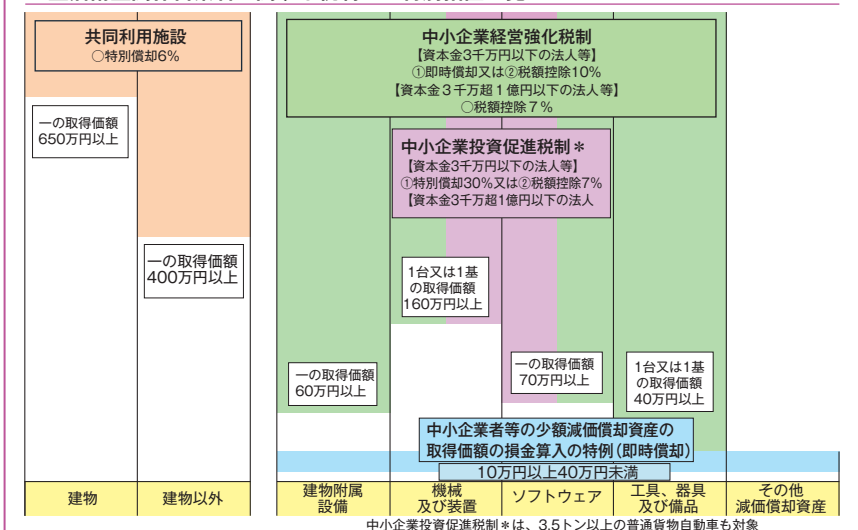 共同利用施設
○特別償却6%
一の取得価額
650万円以上
一の取得価額
400万円以上
中小企業経営強化税制
【資本金3千万円以下の法人等】
①即時償却又は②税額控除10%
【資本金3千万超1億円以下の法人等】
○税額控除7%
中小企業投資促進税制＊
【資本金3千万円以下の法人等】
①特別償却30%又は②税額控除7%
【資本金3千万超1億円以下の法人
1台又は1基
の取得価額
160万円以上
一の取得価額
60万円以上
一の取得価額
70万円以上
1台又は1基
の取得価額
40万円以上
中小企業者等の少額減価償却資産の
取得価額の損金算入の特例(即時償却)
10万円以上40万円未満
建物
建物以外
建物附属
設備
機械
及び装置
ソフトウェア
工具、器具
及び備品
その他
減価償却資産
中小企業投資促進税制＊は、3.5トン以上の普通貨物自動車も対象